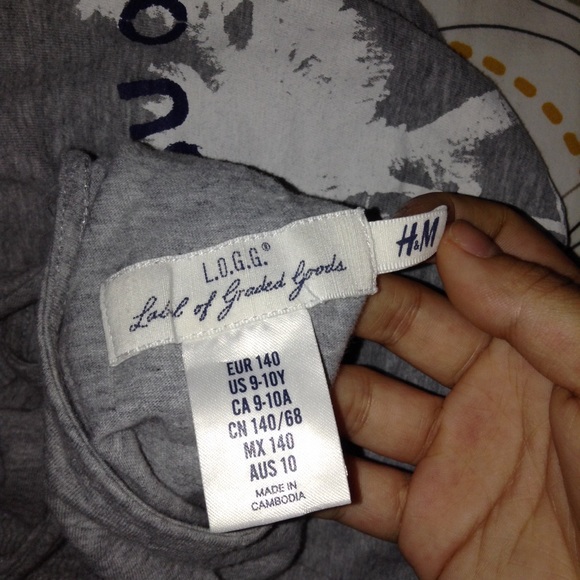 L.O.G.G.®
Label of Graded Goods
H&M
EUR 140
US 9-10Y
CA 9-10A
CN 140/68
MX 140
AUS 10
MADE IN
CAMBODIA